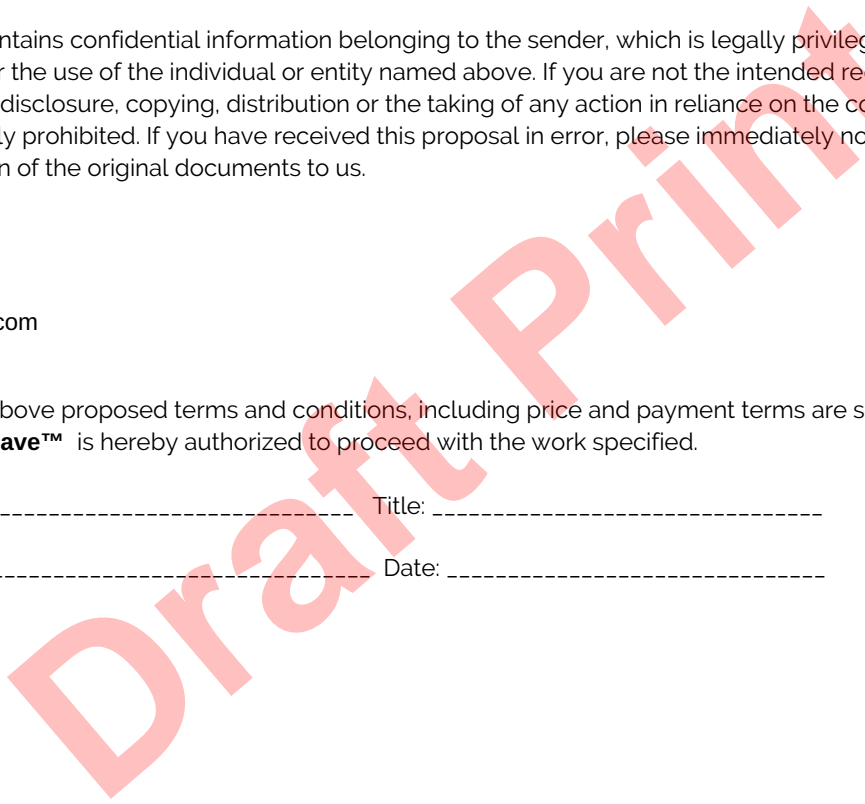 ntains confidential information belonging to the sender, which is legally privileg
r the use of the individual or entity named above. If you are not the intended re
disclosure, copying, distribution or the taking of any action in reliance on the co
ly prohibited. If you have received this proposal in error, please immediately no
n of the original documents to us.
com
bove proposed terms and conditions, including price and payment terms are s
ave™ is hereby authorized to proceed with the work specified.
_____________________________ Title: ________________________________
_______________________________ Date: _______________________________
Draft Print